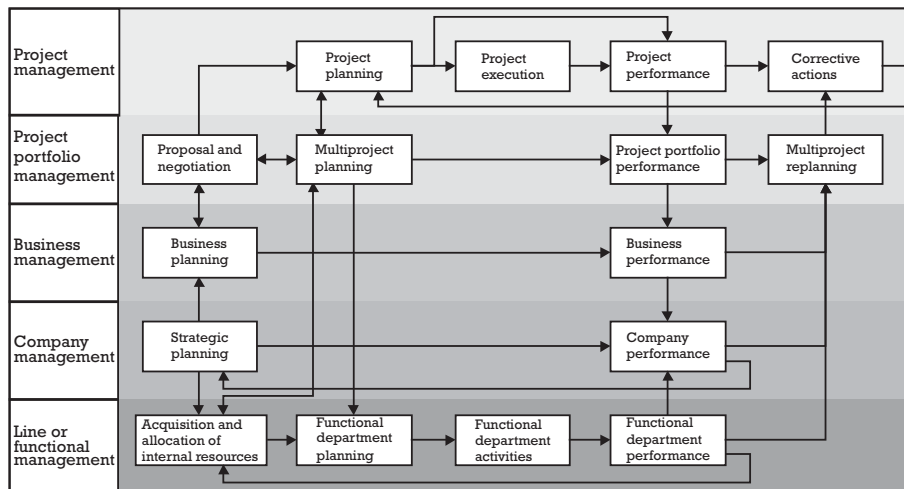 Project
management
Project
planning
Project
execution
Project
performance
Corrective
actions
Project
portfolio
management
Proposal and
negotiation
Multiproject
planning
Project portfolio
performance
Multiproject
replanning
Business
management
Business
planning
Business
performance
Company
management
Strategic
planning
Company
performance
Line or
functional
management
Acquisition and
allocation of
internal resources
Functional
department
planning
Functional
department
activities
Functional
department
performance